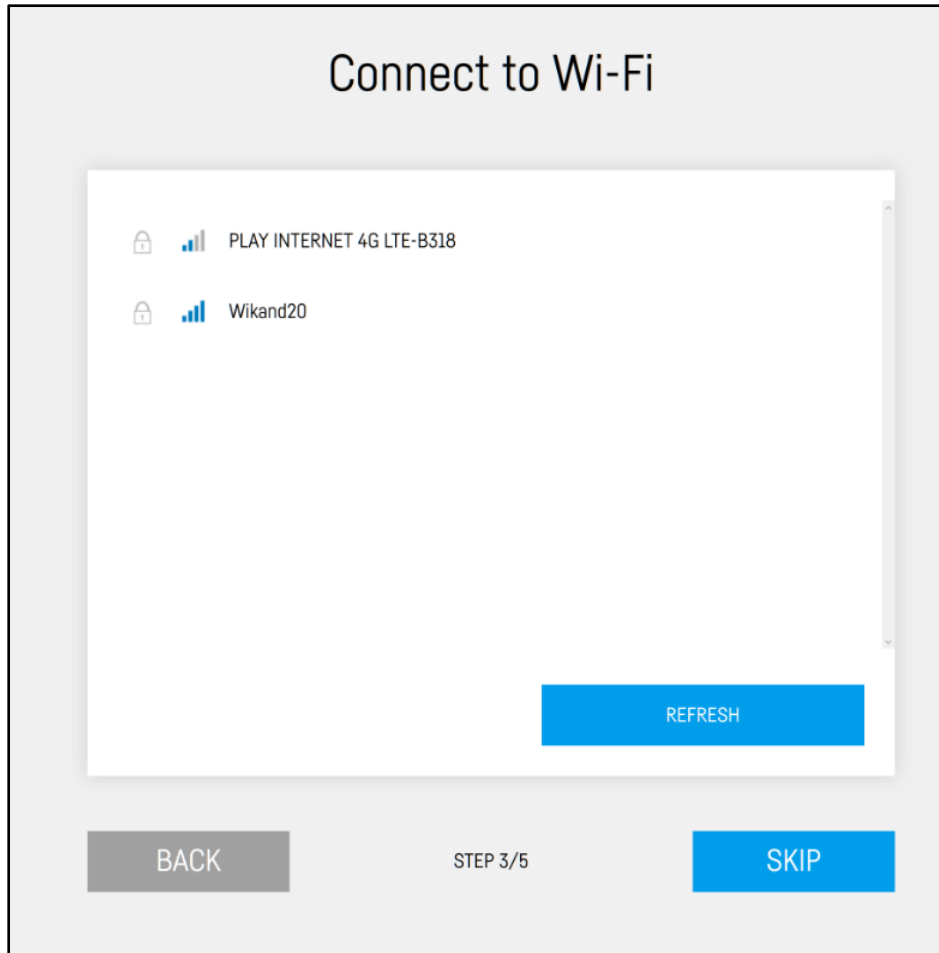 Connect to Wi-Fi
PLAY INTERNET 4G LTE-B318
Wikand20
REFRESH
BACK
STEP 3/5
SKIP